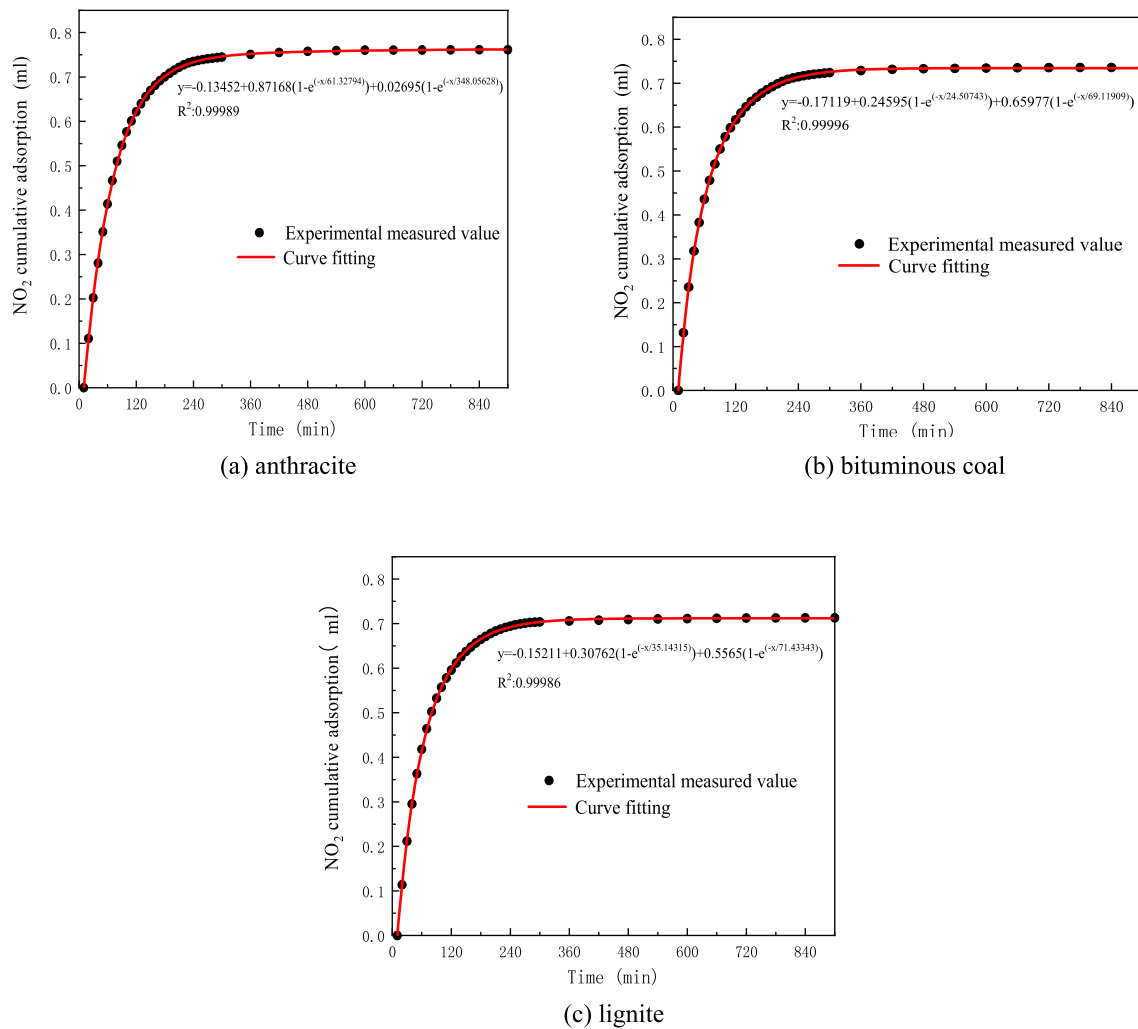 NO₂ cumulative adsorption (ml)
0.8
0.7
0.6
0.5
0.4
0.3
0.2
0.1
0.0
y=-0.13452+0.87168(1-e^(-x/61.32794))+0.02695(1-e^(-x/348.05628))
R²:0.99989
Experimental measured value
Curve fitting
0 120 240 360 480 600 720 840
Time (min)
(a) anthracite
NO₂ cumulative adsorption (ml)
0.8
0.7
0.6
0.5
0.4
0.3
0.2
0.1
0.0
y=-0.17119+0.24595(1-e^(-x/24.50743))+0.65977(1-e^(-x/69.11909))
R²:0.99996
Experimental measured value
Curve fitting
0 120 240 360 480 600 720 840
Time (min)
(b) bituminous coal
NO₂ cumulative adsorption( ml)
0.8
0.7
0.6
0.5
0.4
0.3
0.2
0.1
0.0
y=-0.15211+0.30762(1-e^(-x/35.14315))+0.5565(1-e^(-x/71.43343))
R²:0.99986
Experimental measured value
Curve fitting
0 120 240 360 480 600 720 840
Time (min)
(c) lignite